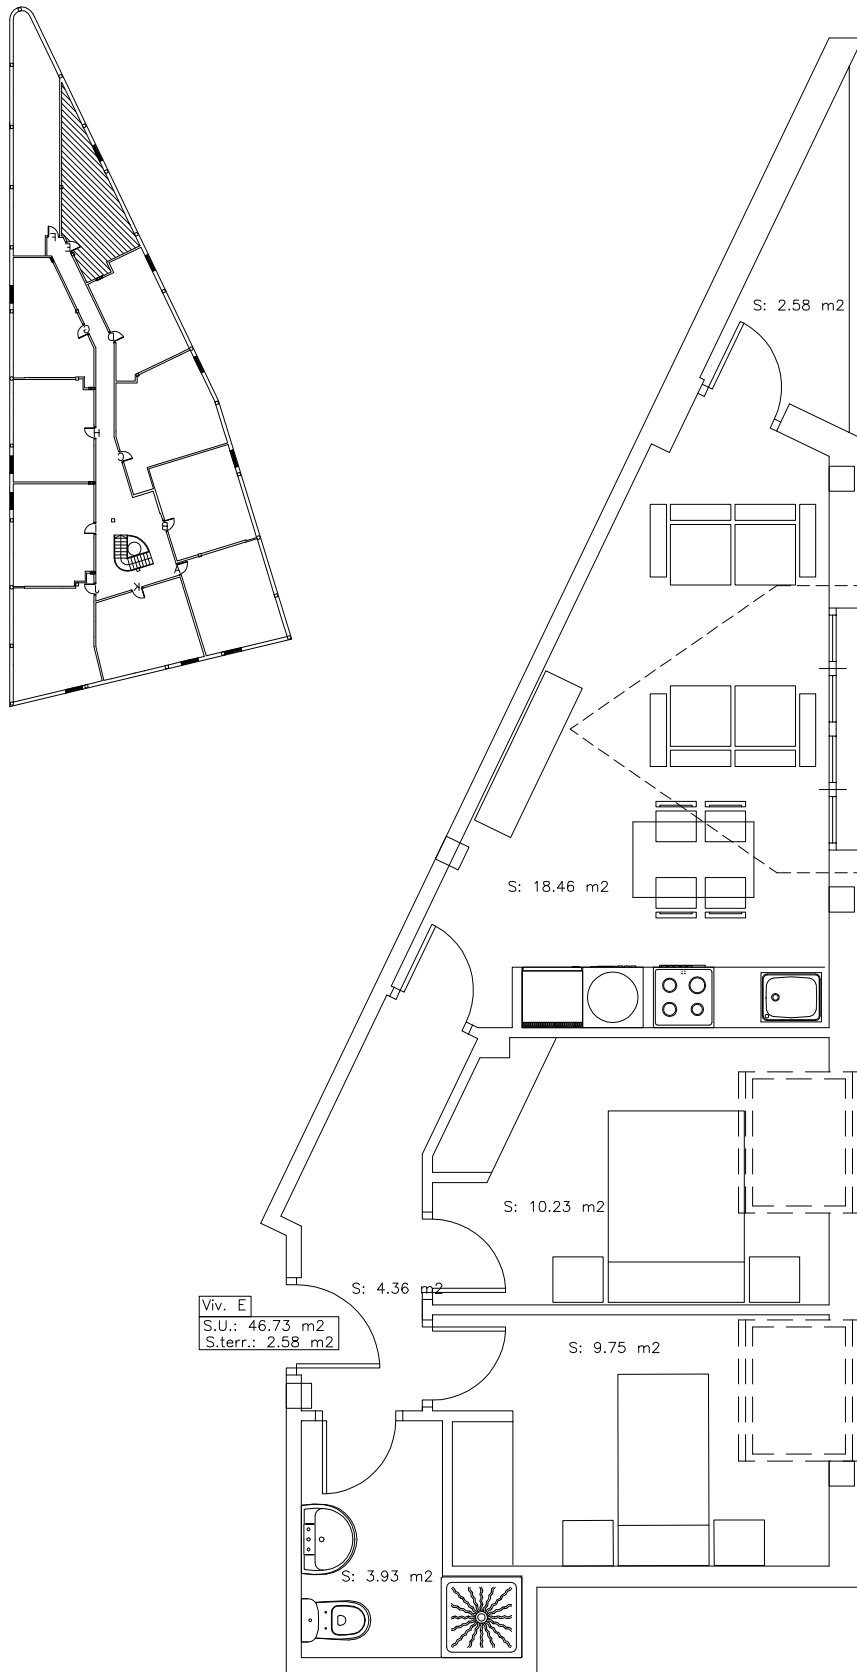 S: 2.58 m2
S: 18.46 m2
S: 10.23 m2
S: 4.36 m2
Viv. E
S.U.: 46.73 m2
S.terr.: 2.58 m2
S: 9.75 m2
S: 3.93 m2